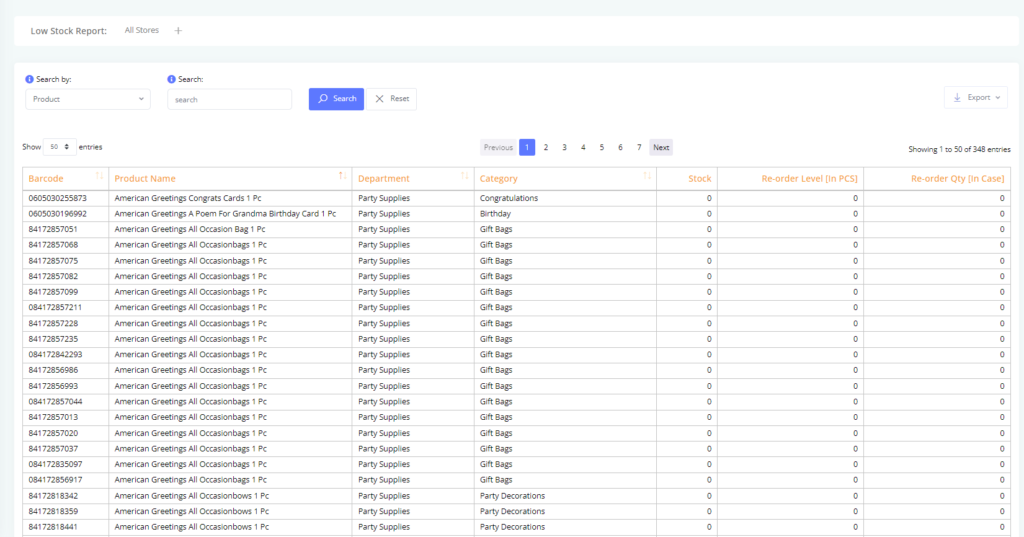 Low Stock Report: All Stores +
Search by: Search:
Product search Search Reset Export
Show 50 entries Previous 1 2 3 4 5 6 7 Next Showing 1 to 50 of 348 entries
Barcode Product Name Department Category Stock Re-order Level [In PCS] Re-order Qty [In Case]
0605030255873 American Greetings Congrats Cards 1 Pc Party Supplies Congratulations 0 0 0
0605030196992 American Greetings A Poem For Grandma Birthday Card 1 Pc Party Supplies Birthday 0 0 0
84172857051 American Greetings All Occasion Bag 1 Pc Party Supplies Gift Bags 0 0 0
84172857068 American Greetings All Occasionbags 1 Pc Party Supplies Gift Bags 0 0 0
84172857075 American Greetings All Occasionbags 1 Pc Party Supplies Gift Bags 0 0 0
84172857082 American Greetings All Occasionbags 1 Pc Party Supplies Gift Bags 0 0 0
84172857099 American Greetings All Occasionbags 1 Pc Party Supplies Gift Bags 0 0 0
084172857211 American Greetings All Occasionbags 1 Pc Party Supplies Gift Bags 0 0 0
84172857228 American Greetings All Occasionbags 1 Pc Party Supplies Gift Bags 0 0 0
84172857235 American Greetings All Occasionbags 1 Pc Party Supplies Gift Bags 0 0 0
084172842293 American Greetings All Occasionbags 1 Pc Party Supplies Gift Bags 0 0 0
84172856986 American Greetings All Occasionbags 1 Pc Party Supplies Gift Bags 0 0 0
84172856993 American Greetings All Occasionbags 1 Pc Party Supplies Gift Bags 0 0 0
084172857044 American Greetings All Occasionbags 1 Pc Party Supplies Gift Bags 0 0 0
84172857013 American Greetings All Occasionbags 1 Pc Party Supplies Gift Bags 0 0 0
84172857020 American Greetings All Occasionbags 1 Pc Party Supplies Gift Bags 0 0 0
84172857037 American Greetings All Occasionbags 1 Pc Party Supplies Gift Bags 0 0 0
084172835097 American Greetings All Occasionbags 1 Pc Party Supplies Gift Bags 0 0 0
084172856917 American Greetings All Occasionbags 1 Pc Party Supplies Gift Bags 0 0 0
84172818342 American Greetings All Occasionbows 1 Pc Party Supplies Party Decorations 0 0 0
84172818359 American Greetings All Occasionbows 1 Pc Party Supplies Party Decorations 0 0 0
84172818441 American Greetings All Occasionbows 1 Pc Party Supplies Party Decorations 0 0 0